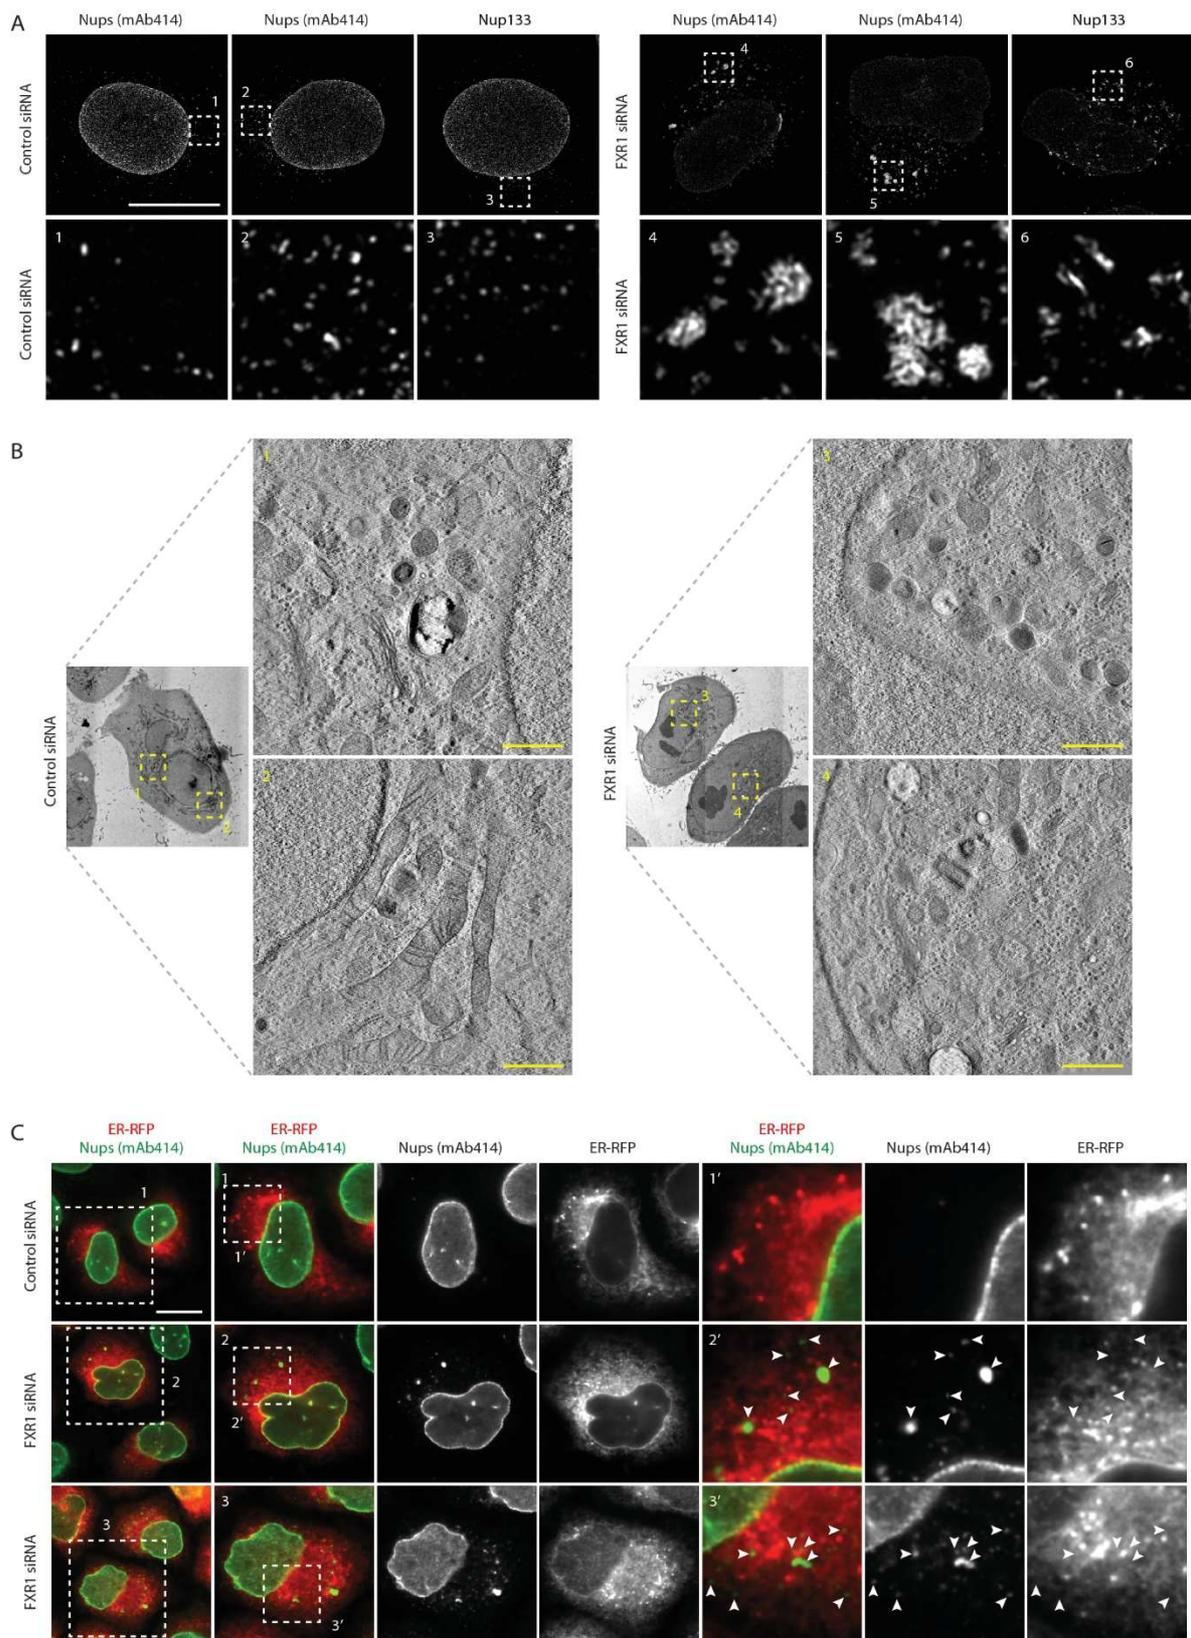 A
Nups (mAb414)
Nups (mAb414)
Nup133
Nups (mAb414)
Nups (mAb414)
Nup133
Control siRNA
1
2
3
FXR1 siRNA
4
5
6
Control siRNA
1
2
3
FXR1 siRNA
4
5
6
B
Control siRNA
1
2
1
2
FXR1 siRNA
3
4
3
4
C
ER-RFP
Nups (mAb414)
ER-RFP
Nups (mAb414)
Nups (mAb414)
ER-RFP
ER-RFP
Nups (mAb414)
Nups (mAb414)
ER-RFP
Control siRNA
1
1
1′
1′
FXR1 siRNA
2
2
2′
2′
FXR1 siRNA
3
3
3′
3′